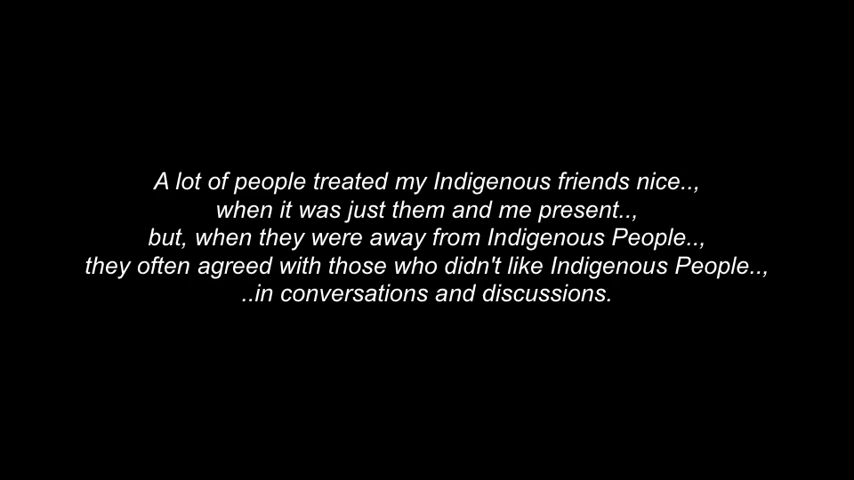 A lot of people treated my Indigenous friends nice..,
when it was just them and me present..,
but, when they were away from Indigenous People..,
they often agreed with those who didn't like Indigenous People..,
..in conversations and discussions.